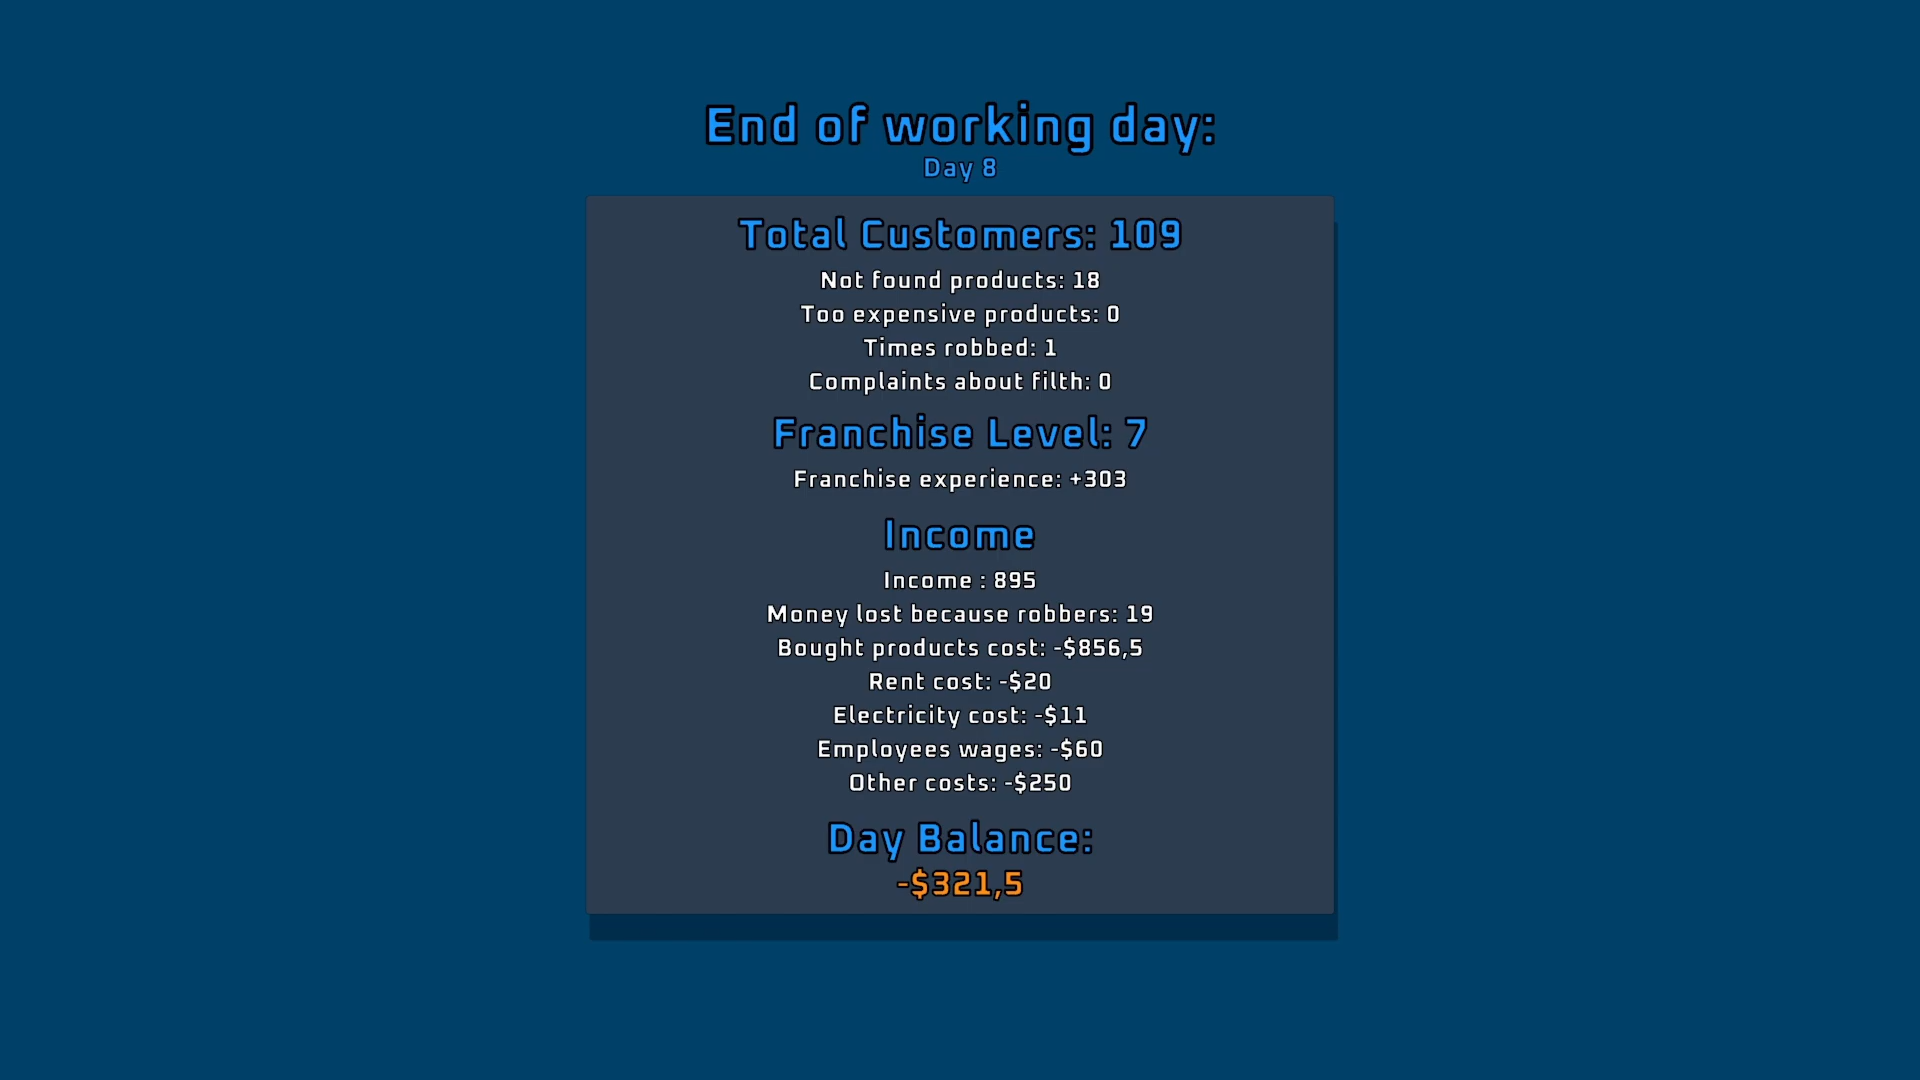 End of working day:
Day 8
Total Customers: 109
Not found products: 18
Too expensive products: 0
Times robbed: 1
Complaints about filth: 0
Franchise Level: 7
Franchise experience: +303
Income
Income : 895
Money lost because robbers: 19
Bought products cost: -$856,5
Rent cost: -$20
Electricity cost: -$11
Employees wages: -$60
Other costs: -$250
Day Balance:
-$321,5